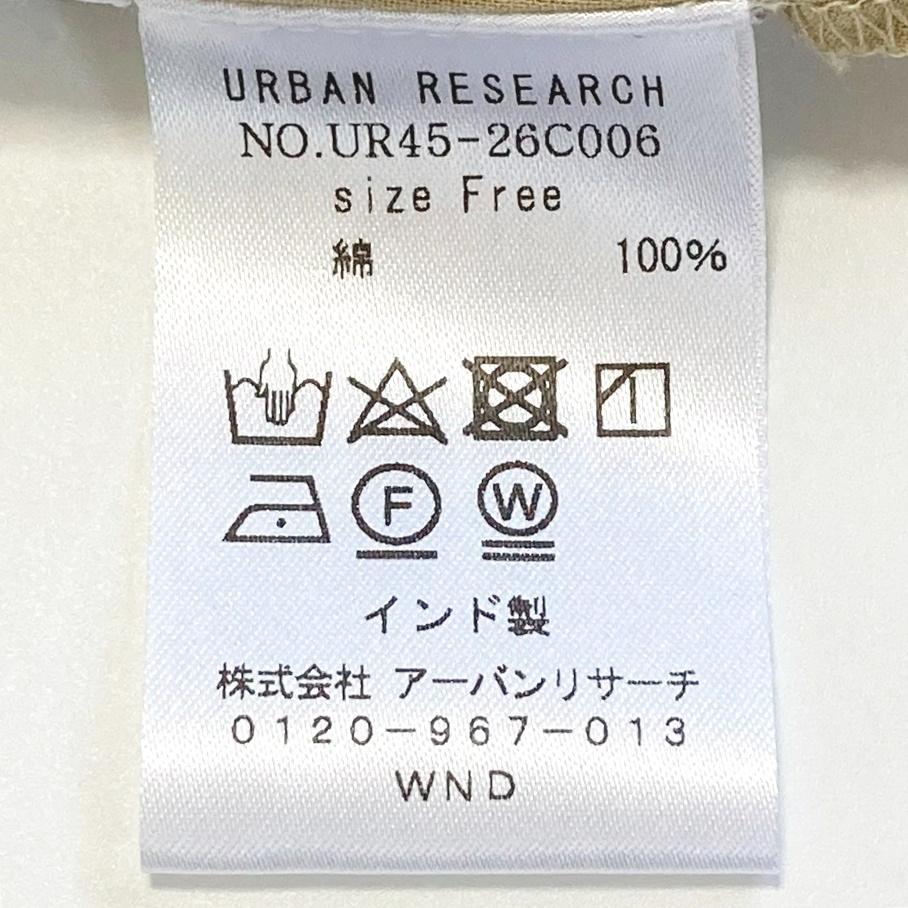 URBAN RESEARCH
NO.UR45-26C006
size Free
綿 100%
F W
インド製
株式会社 アーバンリサーチ
0120-967-013
WND